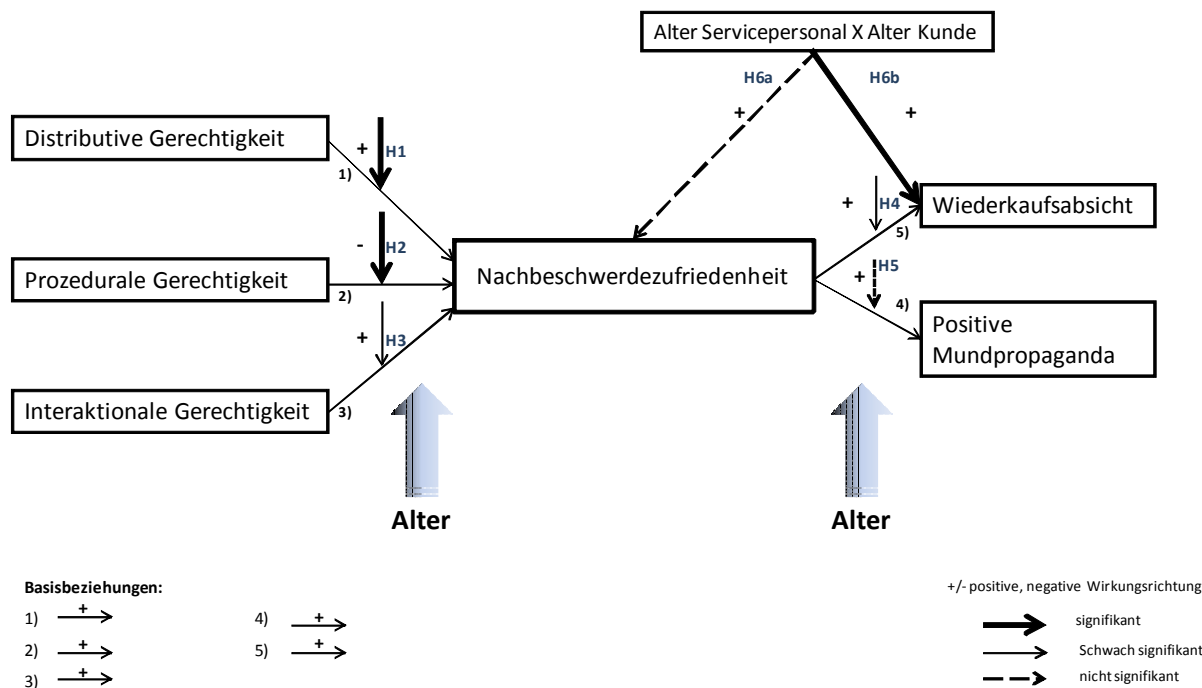 Alter Servicepersonal X Alter Kunde
H6a
H6b
+
+
Distributive Gerechtigkeit
+
H1
1)
Wiederkaufsabsicht
+
H4
5)
-
H2
Nachbeschwerdezufriedenheit
Prozedurale Gerechtigkeit
2)
+
H5
4)
+
H3
Positive
Mundpropaganda
Interaktionale Gerechtigkeit
3)
Alter
Alter
Basisbeziehungen:
1) +
2) +
3) +
4) +
5) +
+/- positive, negative Wirkungsrichtung
signifikant
Schwach signifikant
nicht signifikant